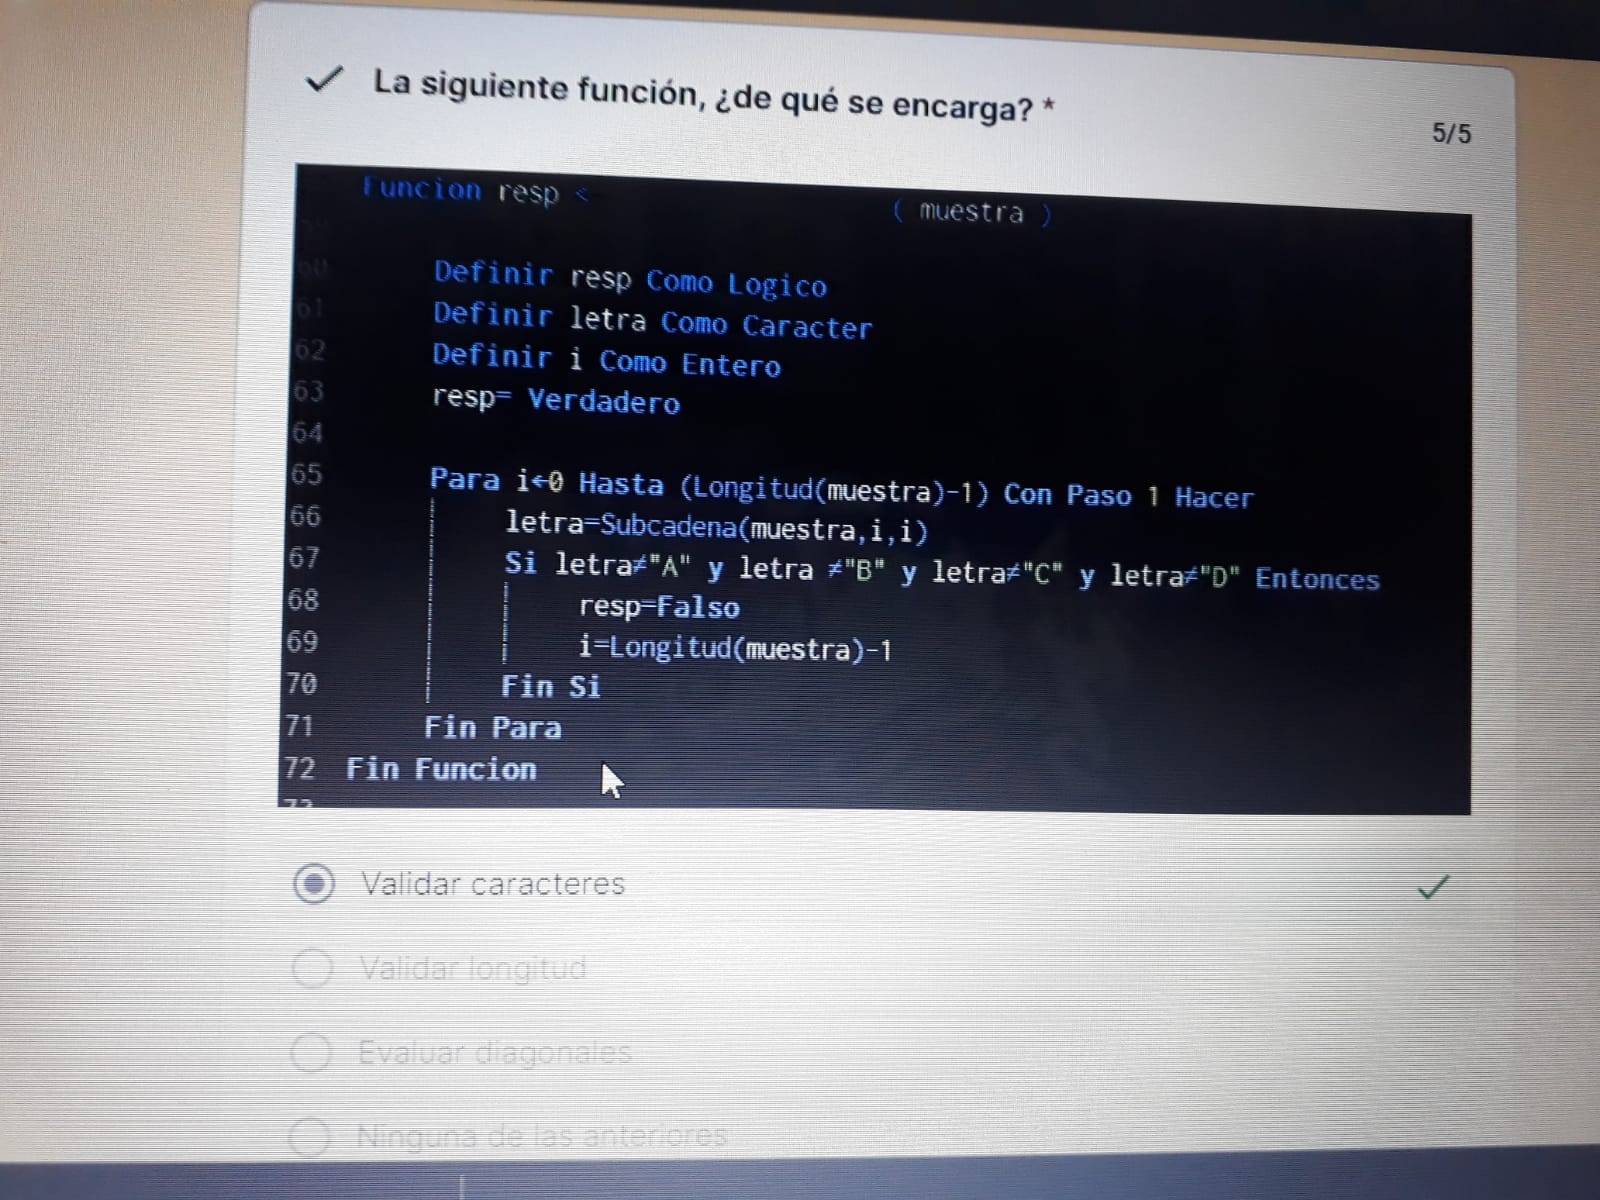 La siguiente función, ¿de qué se encarga? *
5/5
Funcion resp < ( muestra )
60 Definir resp Como Logico
61 Definir letra Como Caracter
62 Definir i Como Entero
63 resp= Verdadero
64
65 Para i←0 Hasta (Longitud(muestra)-1) Con Paso 1 Hacer
66 letra=Subcadena(muestra,i,i)
67 Si letra≠"A" y letra ≠"B" y letra≠"C" y letra≠"D" Entonces
68 resp=Falso
69 i=Longitud(muestra)-1
70 Fin Si
71 Fin Para
72 Fin Funcion
73
Validar caracteres
Validar longitud
Evaluar diagonales
Ninguna de las anteriores